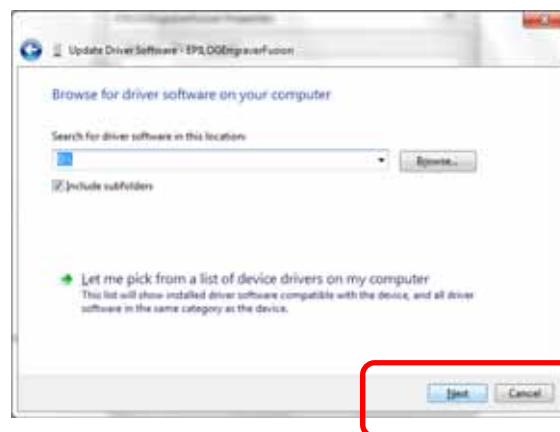 Update Driver Software - EPILOGEngraverFusion
Browse for driver software on your computer
Search for driver software in this location:
Browse...
Include subfolders
Let me pick from a list of device drivers on my computer
This list will show installed driver software compatible with the device, and all driver
software in the same category as the device.
Next
Cancel